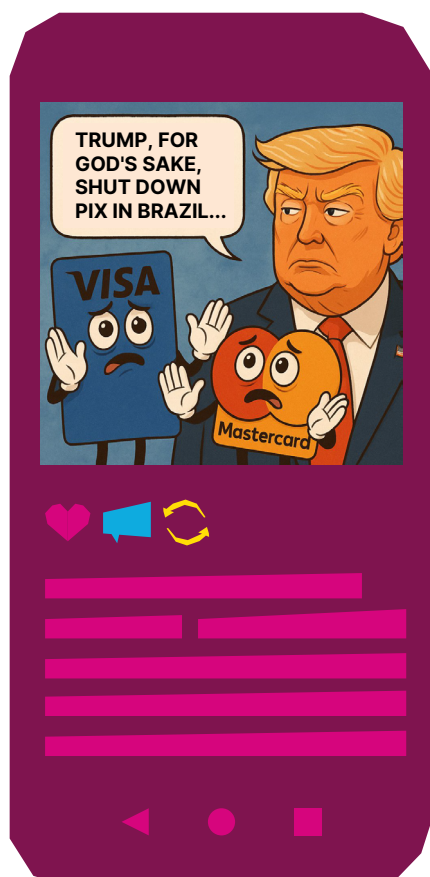 TRUMP, FOR
GOD'S SAKE,
SHUT DOWN
PIX IN BRAZIL...
VISA
Mastercard